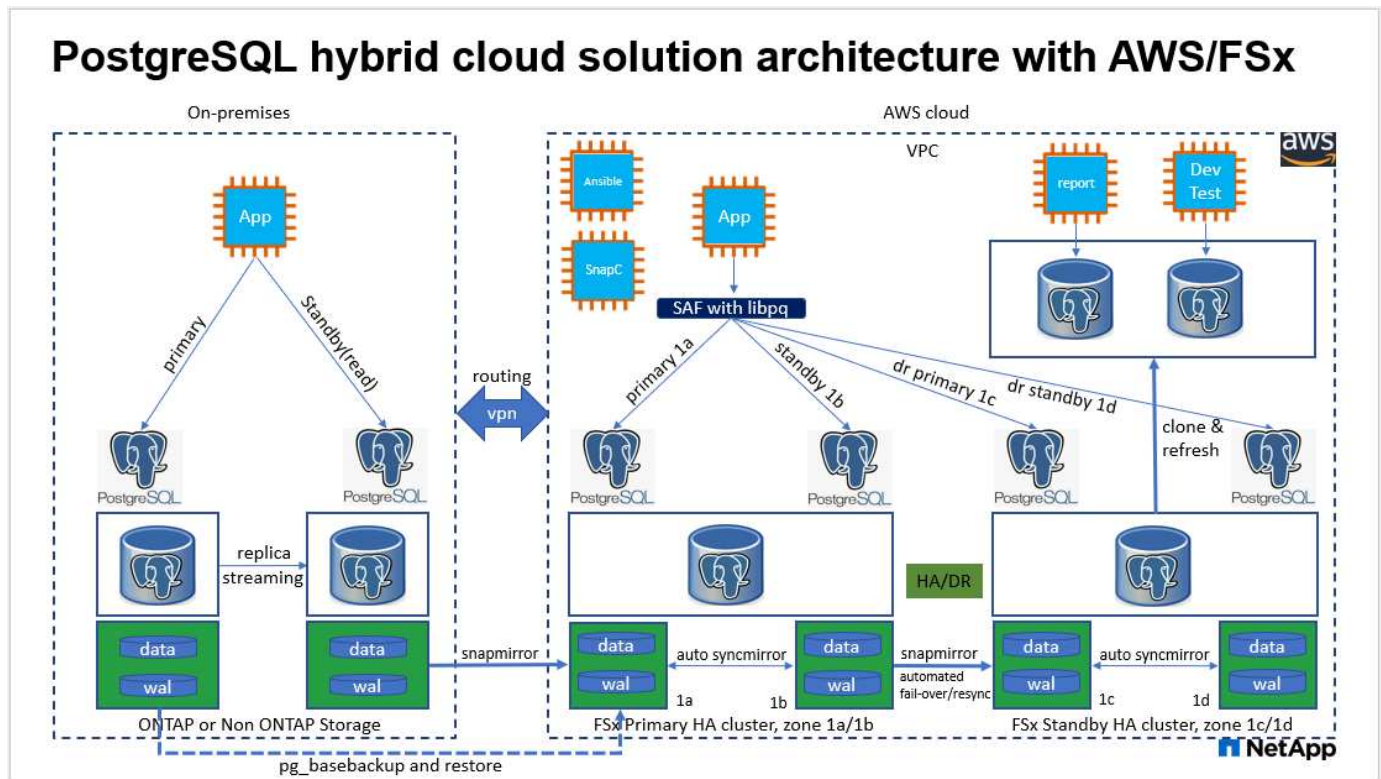 PostgreSQL hybrid cloud solution architecture with AWS/FSx
On-premises
AWS cloud
VPC
aws
App
Ansible
SnapC
App
report
Dev
Test
SAF with libpq
primary
Standby(read)
routing
vpn
primary 1a
standby 1b
dr primary 1c
dr standby 1d
clone &
refresh
PostgreSQL
PostgreSQL
PostgreSQL
PostgreSQL
PostgreSQL
PostgreSQL
replica
streaming
HA/DR
data
wal
data
wal
snapmirror
data
wal
1a
auto syncmirror
1b
data
wal
snapmirror
automated
fail-over/resync
data
wal
1c
auto syncmirror
1d
data
wal
ONTAP or Non ONTAP Storage
FSx Primary HA cluster, zone 1a/1b
FSx Standby HA cluster, zone 1c/1d
pg_basebackup and restore
NetApp